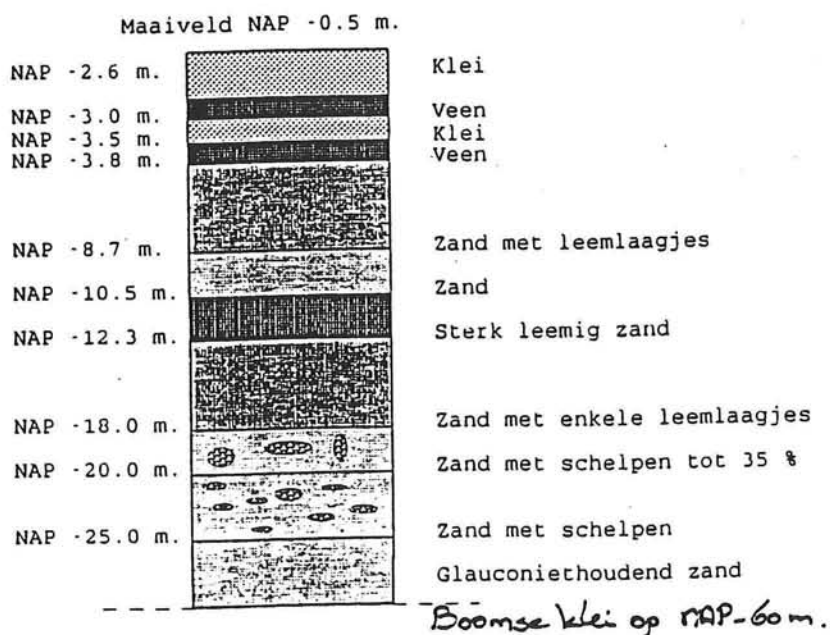 Maaiveld NAP -0.5 m.
NAP -2.6 m. Klei
NAP -3.0 m. Veen
NAP -3.5 m. Klei
NAP -3.8 m. Veen
NAP -8.7 m. Zand met leemlaagjes
NAP -10.5 m. Zand
NAP -12.3 m. Sterk leemig zand
NAP -18.0 m. Zand met enkele leemlaagjes
NAP -20.0 m. Zand met schelpen tot 35 %
NAP -25.0 m. Zand met schelpen
Glauconiethoudend zand
Boomse klei op NAP-60m.